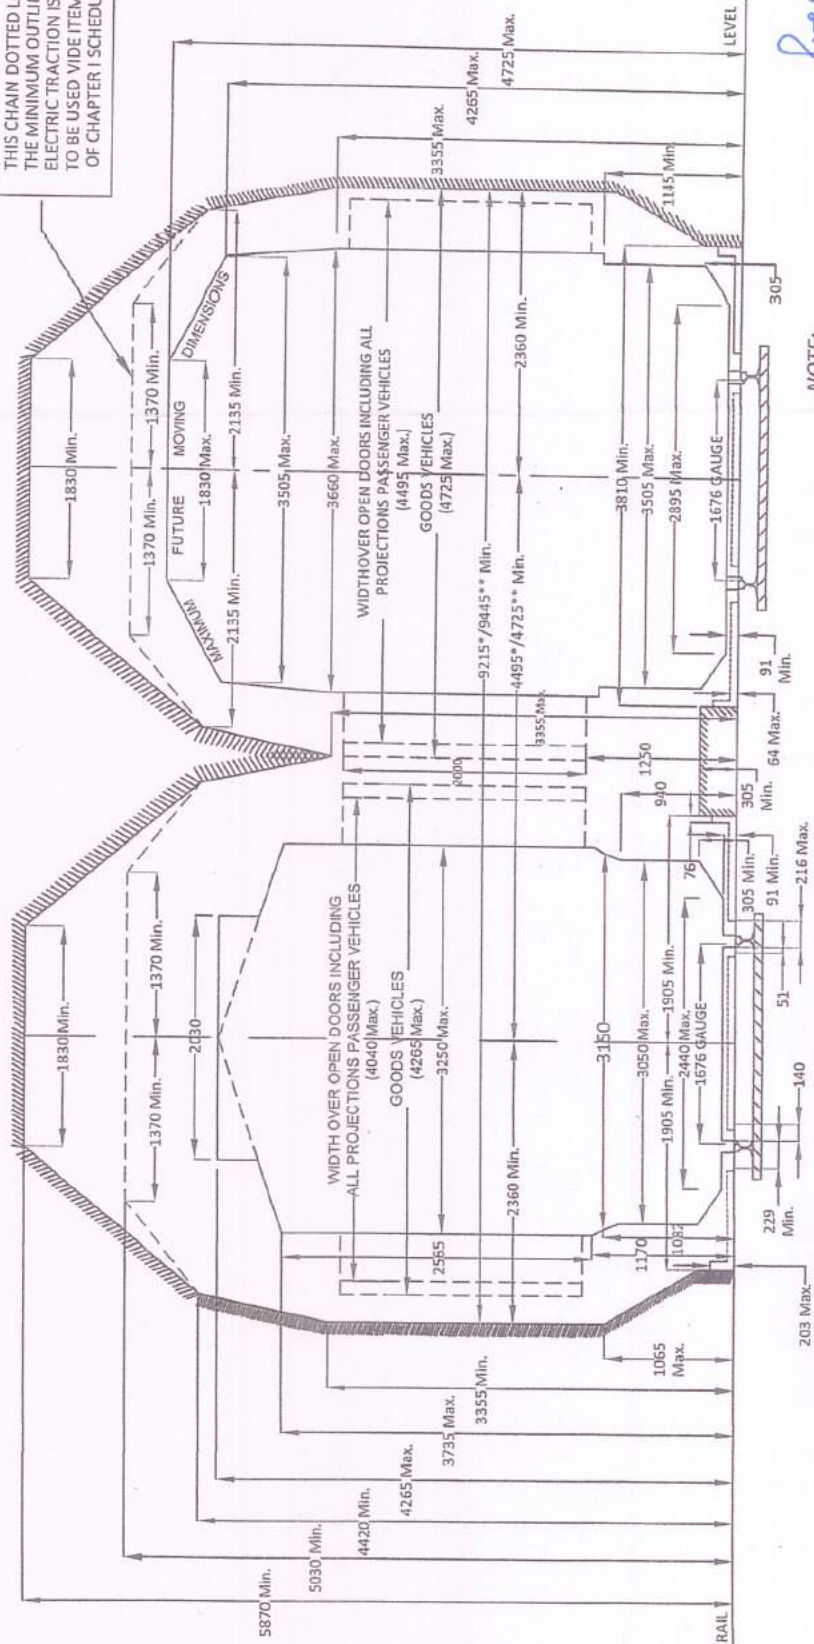 THIS CHAIN DOTTED L
THE MINIMUM OUTLI
ELECTRIC TRACTION IS
TO BE USED VIDE ITEM
OF CHAPTER I SCHEDU
1830 Min.
1830 Min.
1370 Min.
1370 Min.
1370 Min.
1370 Min.
2030
MAXIMUM
FUTURE
MOVING
DIMENSIONS
1830 Max.
2135 Min.
2135 Min.
3505 Max.
3660 Max.
WIDTH OVER OPEN DOORS INCLUDING
ALL PROJECTIONS PASSENGER VEHICLES
(4040 Max.)
GOODS VEHICLES
(4265 Max.)
3250 Max.
WIDTHOVER OPEN DOORS INCLUDING ALL
PROJECTIONS PASSENGER VEHICLES
(4495 Max.)
GOODS VEHICLES
(4725 Max.)
9215*/9445** Min.
4495*/4725** Min.
2360 Min.
2360 Min.
2565
2000
3355 Max.
3150
3050 Max.
1905 Min.
1905 Min.
2440 Max.
1676 GAUGE
3810 Min.
3505 Max.
2895 Max.
1676 GAUGE
1170
1082
940
1250
76
305 Min.
91 Min.
216 Max.
305
Min.
64 Max.
91
Min.
51
140
229
Min.
203 Max.
305
5870 Min.
5030 Min.
4420 Min.
4265 Max.
3735 Max.
3355 Min.
1065
Max.
4725 Max.
4265 Max.
3355 Max.
1145 Min.
RAIL
LEVEL
NOTE: